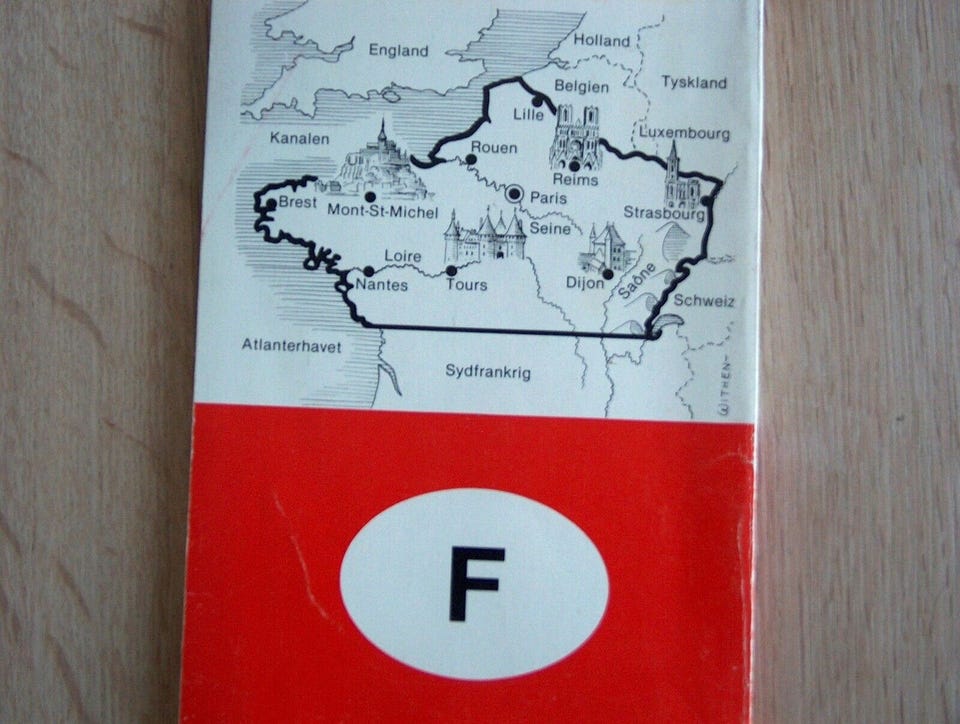 England
Holland
Belgien
Tyskland
Lille
Kanalen
Luxembourg
Rouen
Reims
Paris
Brest
Mont-St-Michel
Strasbourg
Seine
Loire
Nantes
Tours
Dijon
Saône
Schweiz
Atlanterhavet
Sydfrankrig
WITHEN
F